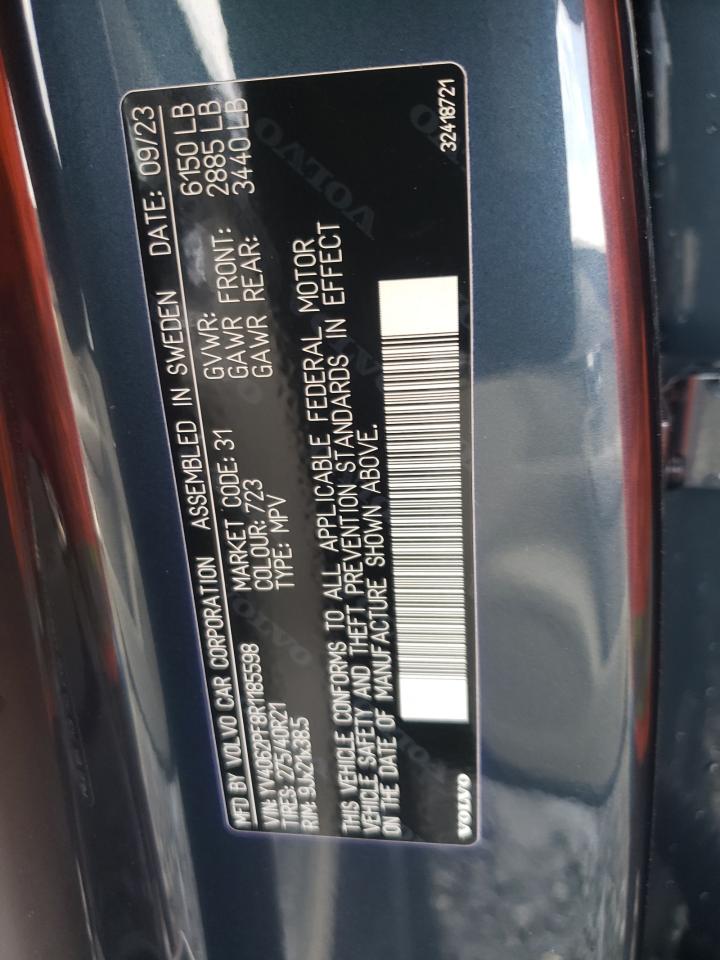 MFD BY VOLVO CAR CORPORATION ASSEMBLED IN SWEDEN DATE: 09/23
VIN: YV4062PF8R1185598 MARKET CODE: 31 GVWR: 6150 LB
TIRES: 275/40R21 COLOUR: 723 GAWR FRONT: 2885 LB
RIM: 9Jx21x38.5 TYPE: MPV GAWR REAR: 3440 LB
THIS VEHICLE CONFORMS TO ALL APPLICABLE FEDERAL MOTOR
VEHICLE SAFETY AND THEFT PREVENTION STANDARDS IN EFFECT
ON THE DATE OF MANUFACTURE SHOWN ABOVE.
VOLVO 32418721